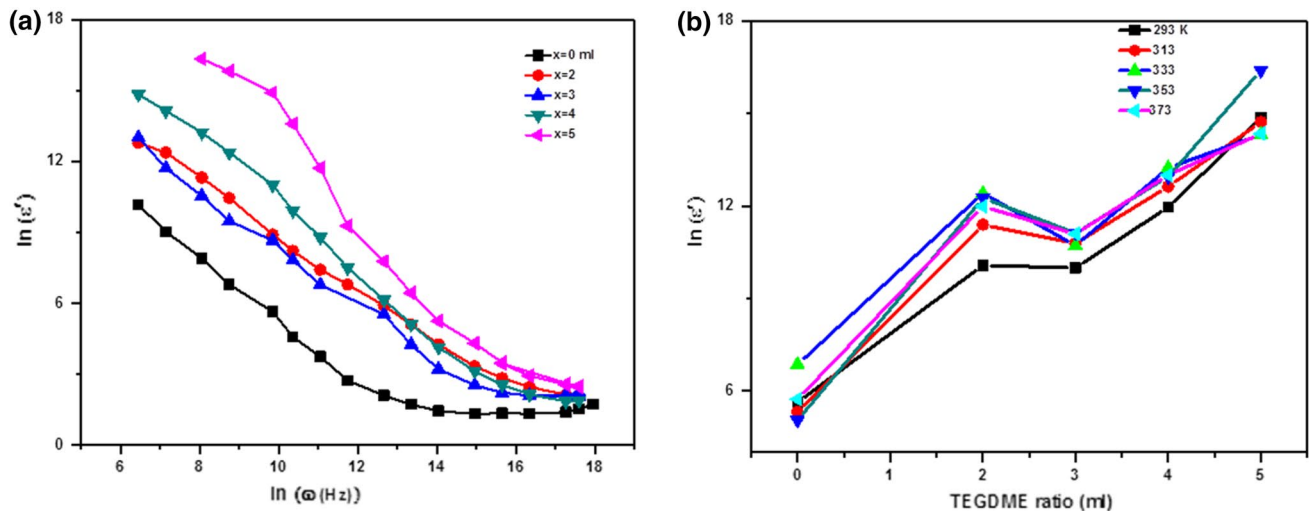 (a)
18
12
6
0
ln (ε′)
x=0 ml
x=2
x=3
x=4
x=5
6 8 10 12 14 16 18
ln (ω(Hz))
(b)
18
12
6
ln (ε′)
293 K
313
333
353
373
0 1 2 3 4 5
TEGDME ratio (ml)